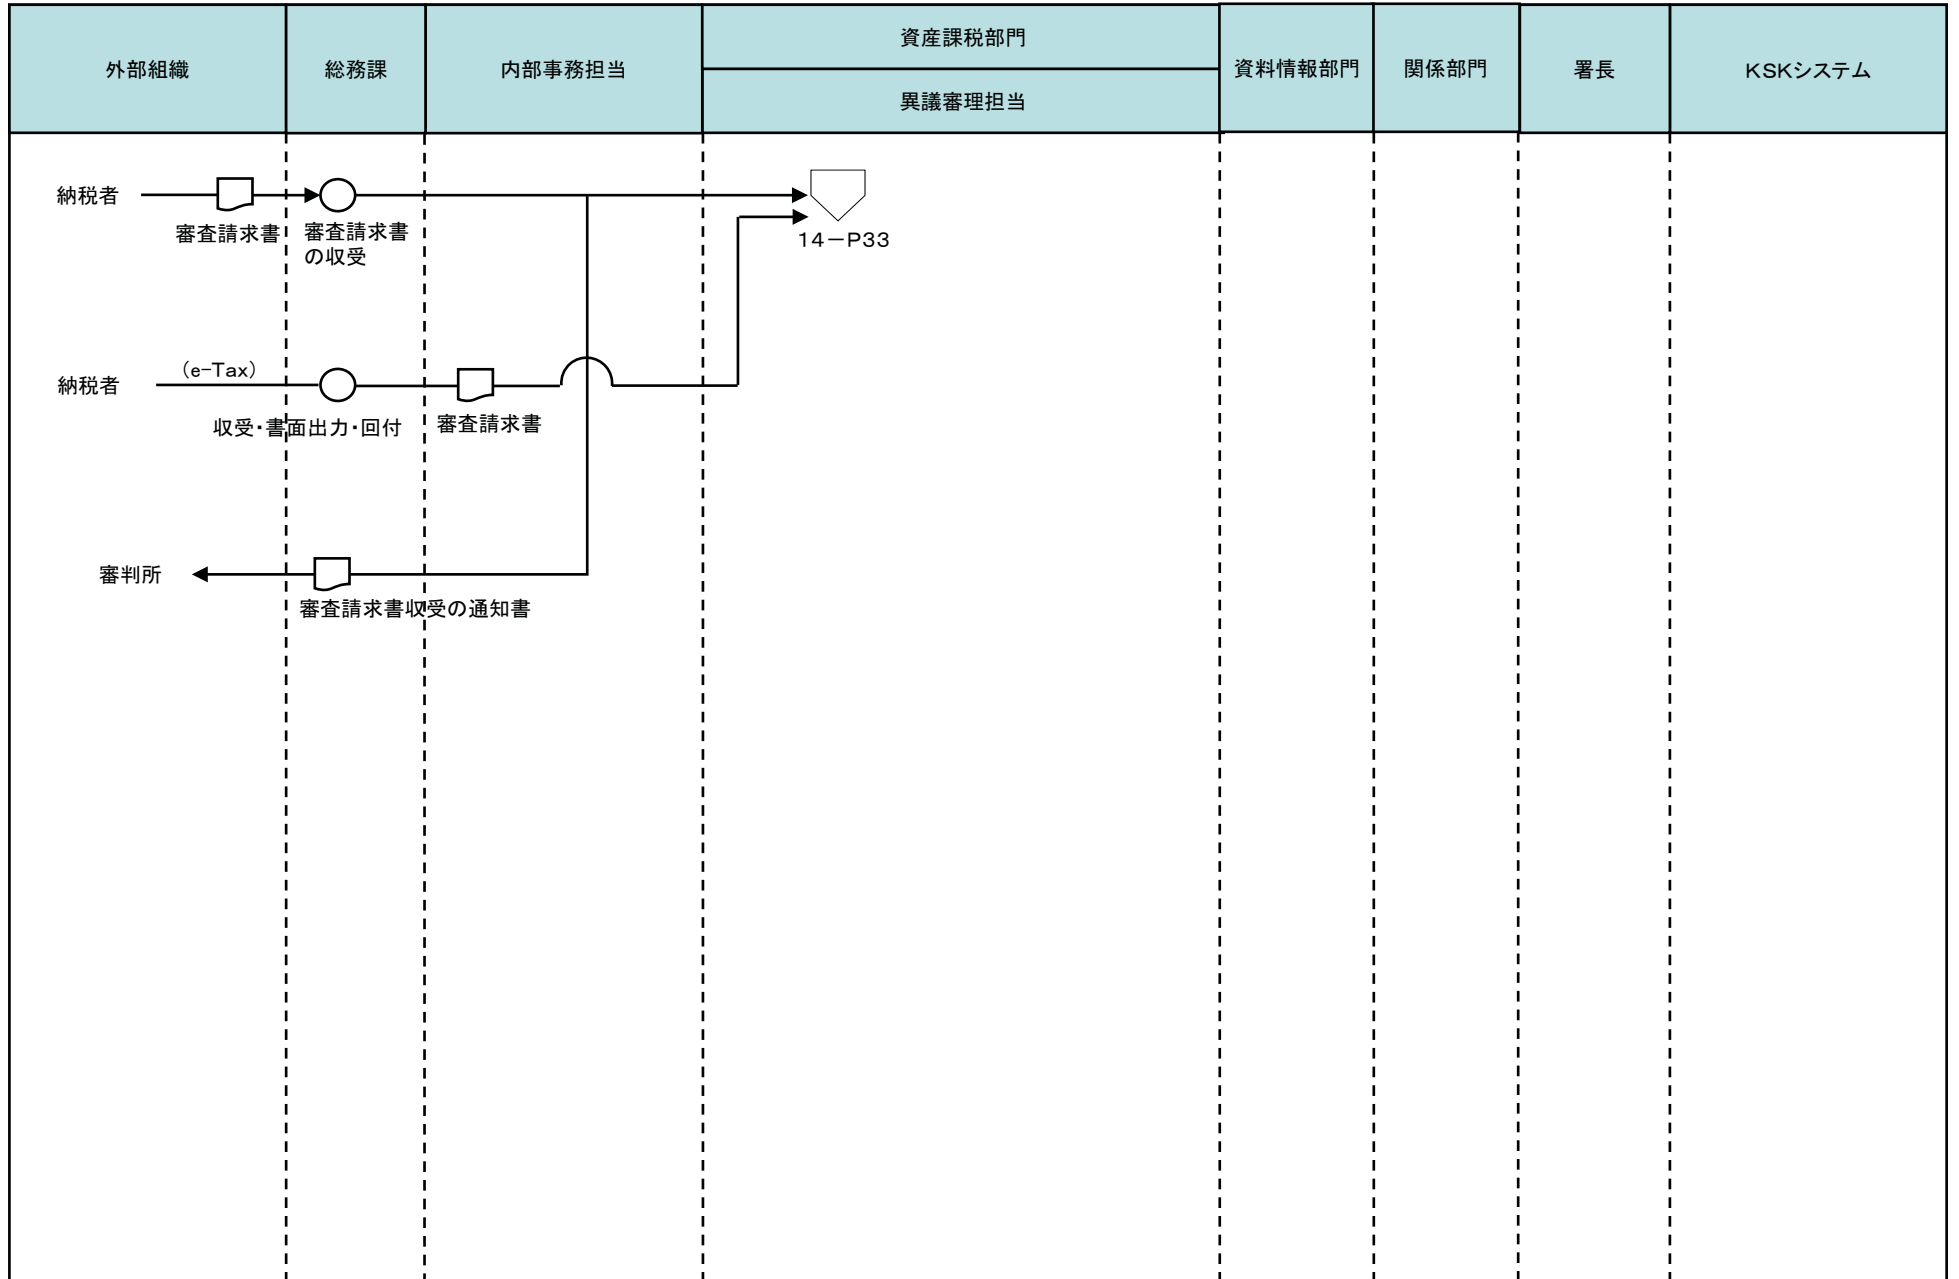 外部組織
総務課
内部事務担当
資産課税部門
異議審理担当
資料情報部門
関係部門
署長
KSKシステム
納税者
審査請求書
審査請求書
の収受
14－P33
納税者
（e-Tax）
収受・書面出力・回付
審査請求書
審判所
審査請求書収受の通知書